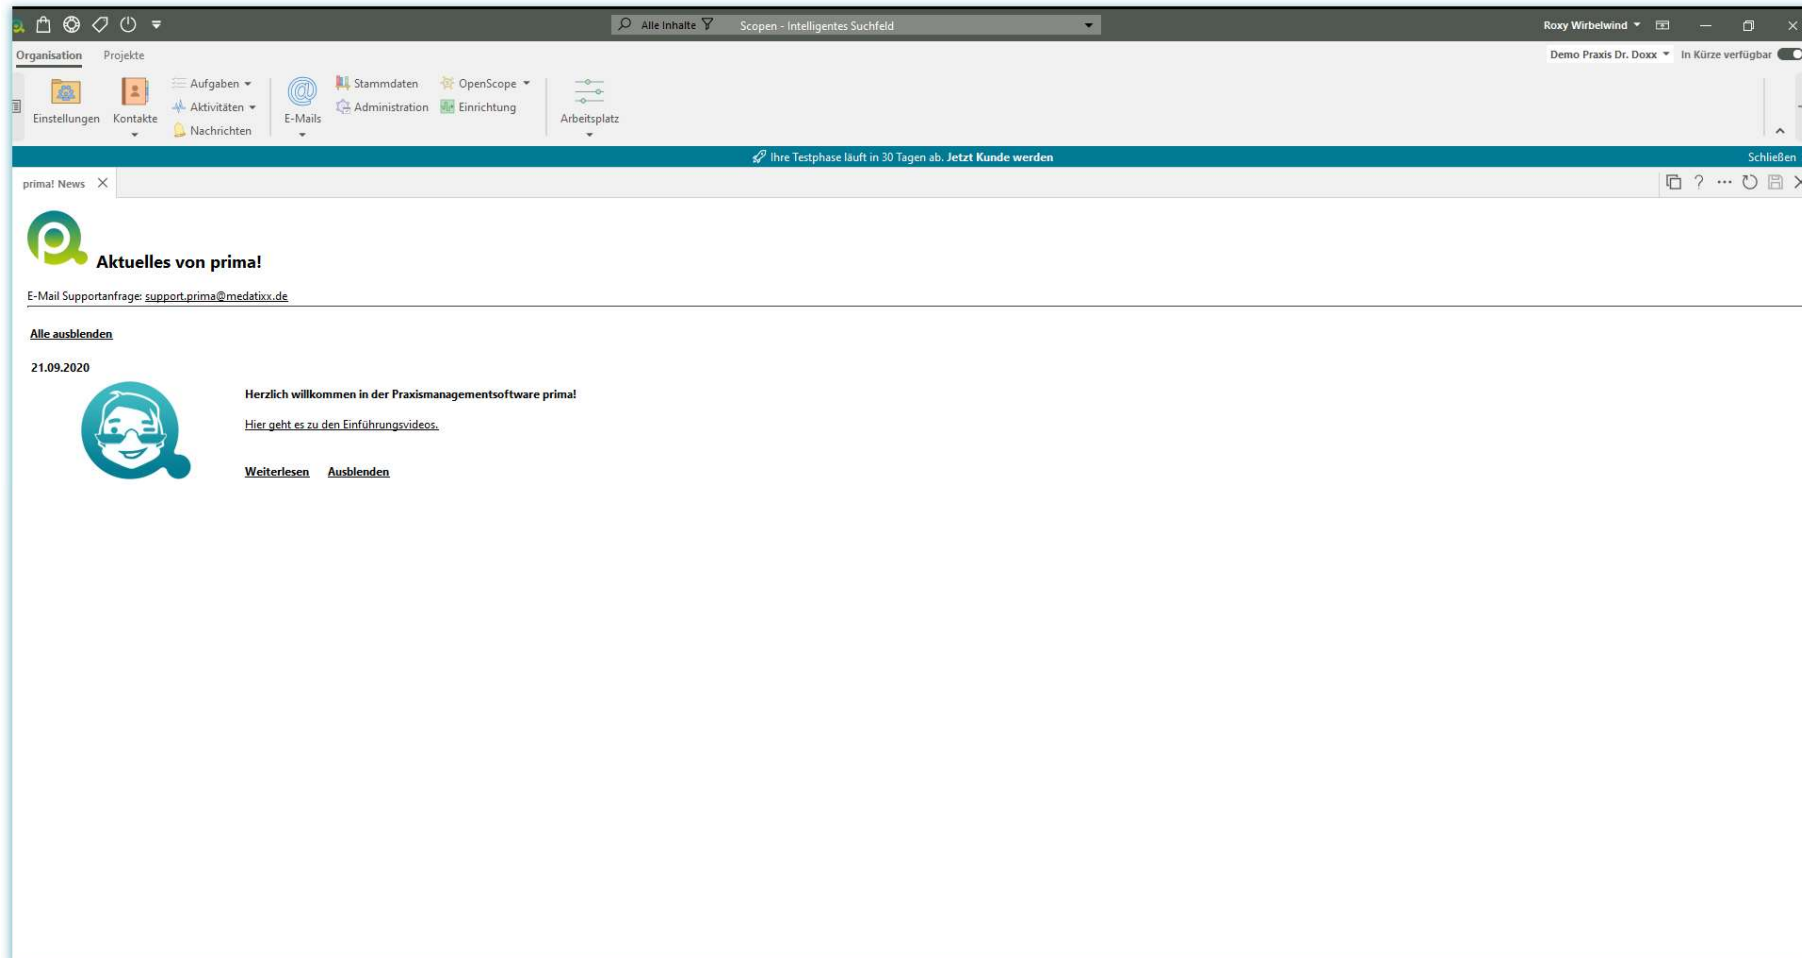 Alle Inhalte Scopen - Intelligentes Suchfeld Roxy Wirbelwind
Organisation Projekte Demo Praxis Dr. Doxx In Kürze verfügbar
Einstellungen
Kontakte
Aufgaben
Aktivitäten
Nachrichten
E-Mails
Stammdaten
Administration
OpenScope
Einrichtung
Arbeitsplatz
Ihre Testphase läuft in 30 Tagen ab. Jetzt Kunde werden Schließen
prima! News
Aktuelles von prima!
E-Mail Supportanfrage: support.prima@medatixx.de
Alle ausblenden
21.09.2020
Herzlich willkommen in der Praxismanagementsoftware prima!
Hier geht es zu den Einführungsvideos.
Weiterlesen Ausblenden